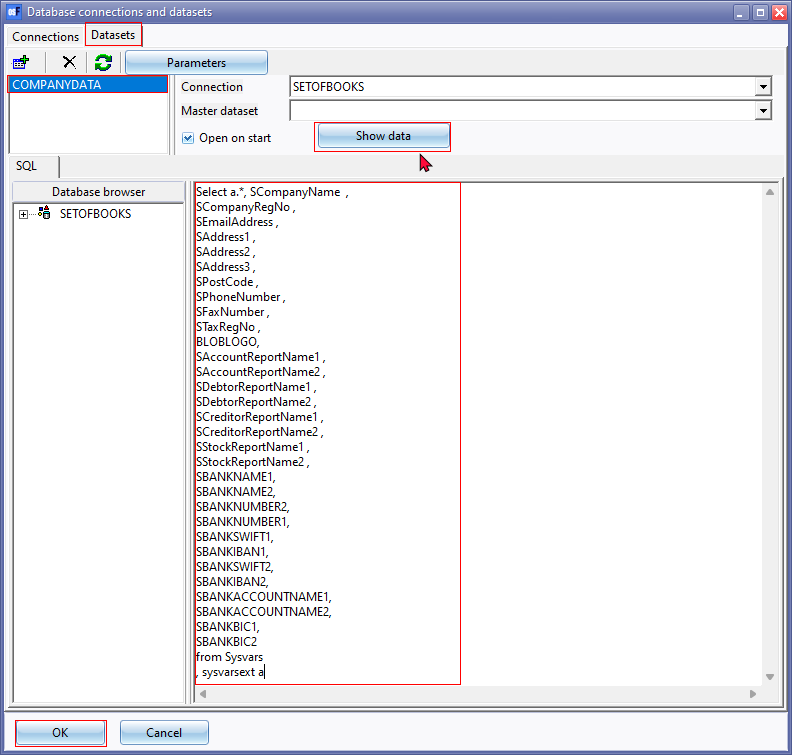 Database connections and datasets
Connections
Datasets
Parameters
COMPANYDATA
Connection
SETOFBOOKS
Master dataset
Open on start
Show data
SQL
Database browser
SETOFBOOKS
Select a.*, SCompanyName ,
SCompanyRegNo ,
SEmailAddress ,
SAddress1 ,
SAddress2 ,
SAddress3 ,
SPostCode ,
SPhoneNumber ,
SFaxNumber ,
STaxRegNo ,
BLOBLOGO,
SAccountReportName1 ,
SAccountReportName2 ,
SDebtorReportName1 ,
SDebtorReportName2 ,
SCreditorReportName1 ,
SCreditorReportName2 ,
SStockReportName1 ,
SStockReportName2 ,
SBANKNAME1,
SBANKNAME2,
SBANKNUMBER2,
SBANKNUMBER1,
SBANKSWIFT1,
SBANKIBAN1,
SBANKSWIFT2,
SBANKIBAN2,
SBANKACCOUNTNAME1,
SBANKACCOUNTNAME2,
SBANKBIC1,
SBANKBIC2
from Sysvars
, sysvarsext a
OK
Cancel